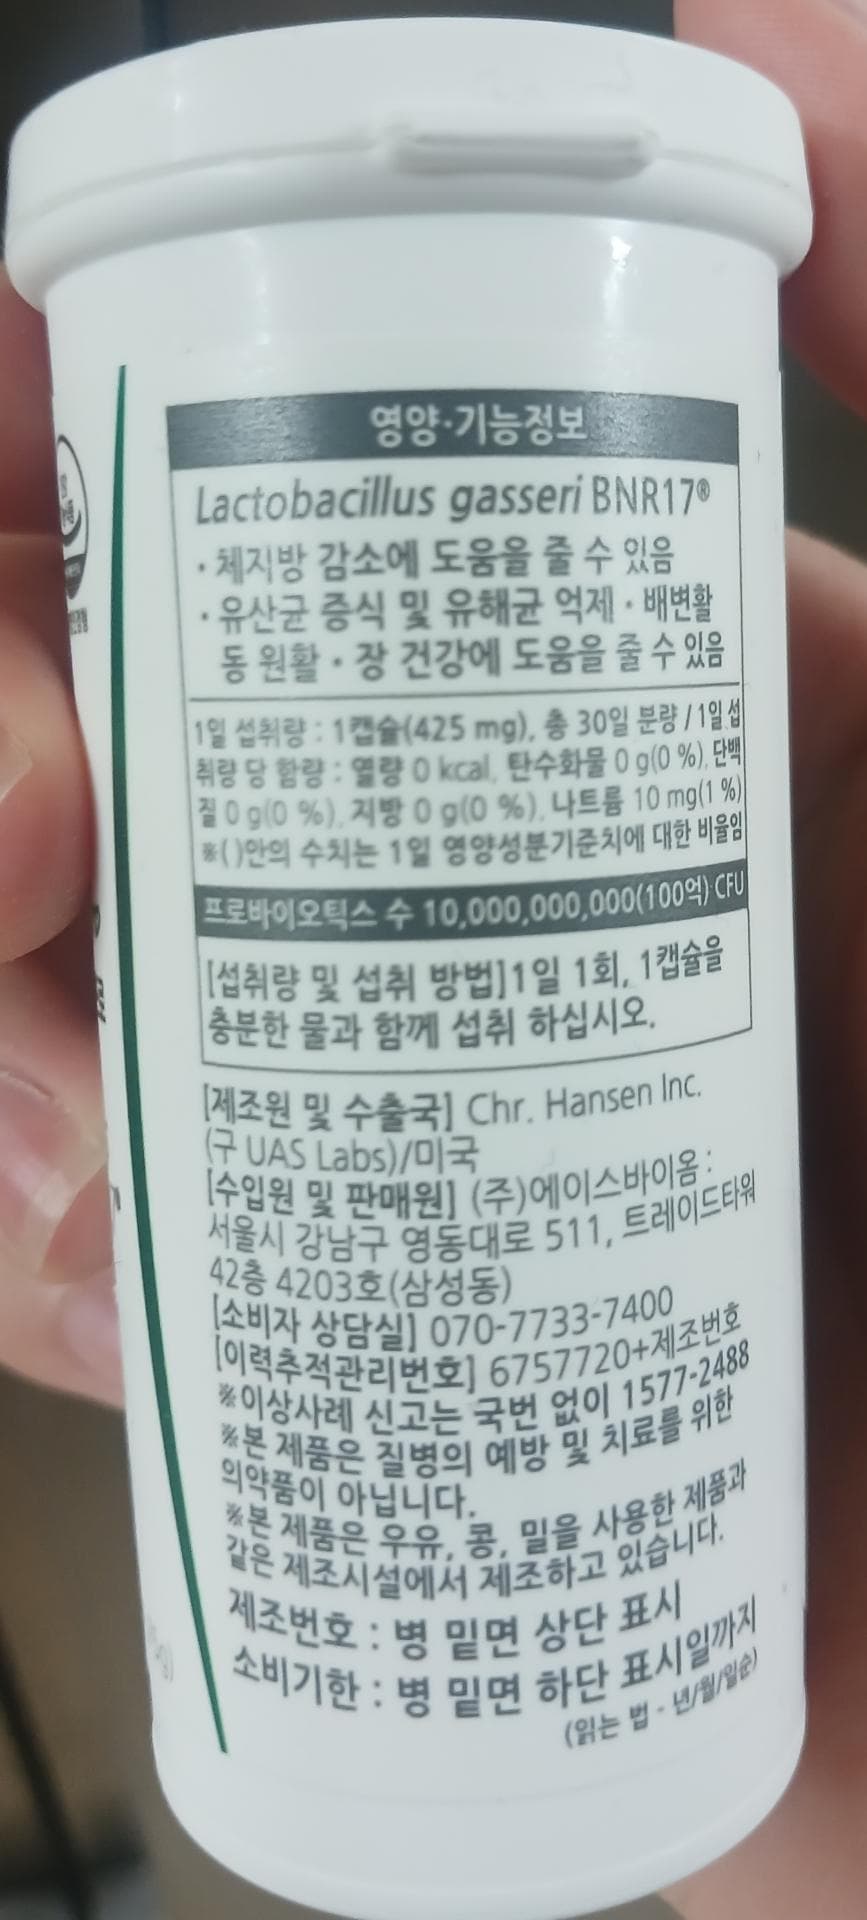 영양·기능정보
Lactobacillus gasseri BNR17®
· 체지방 감소에 도움을 줄 수 있음
· 유산균 증식 및 유해균 억제 · 배변활
동 원활 · 장 건강에 도움을 줄 수 있음
1일 섭취량 : 1캡슐(425 mg), 총 30일 분량 / 1일 섭
취량 당 함량 : 열량 0 kcal, 탄수화물 0 g(0 %), 단백
질 0 g(0 %), 지방 0 g(0 %), 나트륨 10 mg(1 %)
※( )안의 수치는 1일 영양성분기준치에 대한 비율임
프로바이오틱스 수 10,000,000,000(100억) CFU
[섭취량 및 섭취 방법]1일 1회, 1캡슐을
충분한 물과 함께 섭취 하십시오.
[제조원 및 수출국] Chr. Hansen Inc.
(구 UAS Labs)/미국
[수입원 및 판매원] (주)에이스바이옴 :
서울시 강남구 영동대로 511, 트레이드타워
42층 4203호(삼성동)
[소비자 상담실] 070-7733-7400
[이력추적관리번호] 6757720+제조번호
※이상사례 신고는 국번 없이 1577-2488
※본 제품은 질병의 예방 및 치료를 위한
의약품이 아닙니다.
※본 제품은 우유, 콩, 밀을 사용한 제품과
같은 제조시설에서 제조하고 있습니다.
제조번호 : 병 밑면 상단 표시
소비기한 : 병 밑면 하단 표시일까지
(읽는 법 - 년/월/일순)